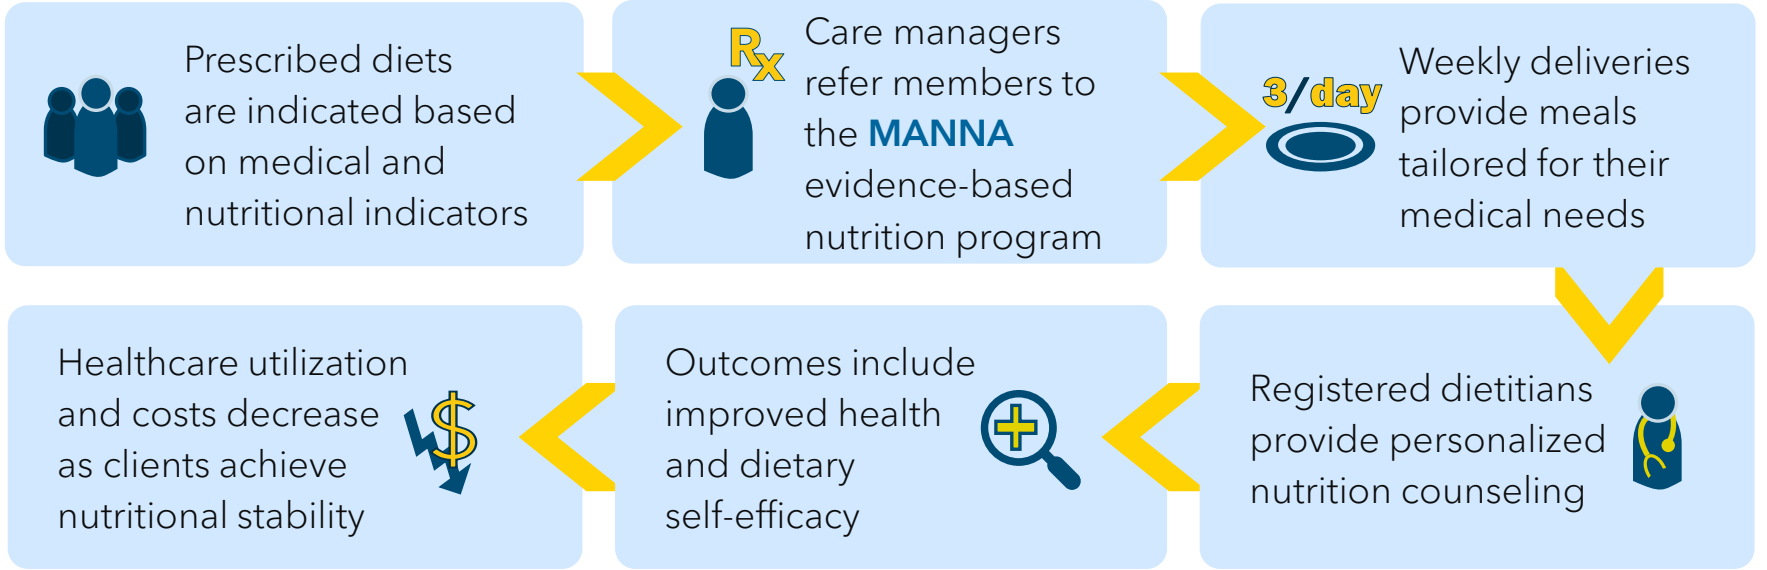 Prescribed diets
are indicated based
on medical and
nutritional indicators
Rx
Care managers
refer members to
the MANNA
evidence-based
nutrition program
3/day
Weekly deliveries
provide meals
tailored for their
medical needs
Registered dietitians
provide personalized
nutrition counseling
Outcomes include
improved health
and dietary
self-efficacy
Healthcare utilization
and costs decrease
as clients achieve
nutritional stability
$